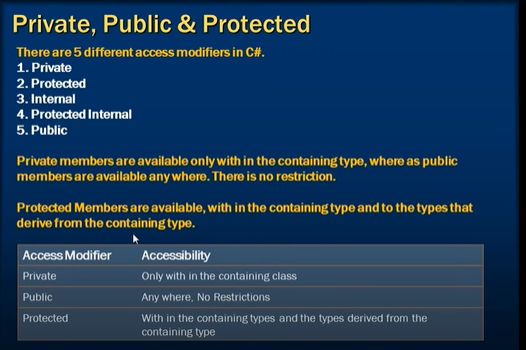 Private, Public & Protected
There are 5 different access modifiers in C#.
1. Private
2. Protected
3. Internal
4. Protected Internal
5. Public
Private members are available only with in the containing type, where as public
members are available any where. There is no restriction.
Protected Members are available, with in the containing type and to the types that
derive from the containing type.
Access Modifier Accessibility
Private Only with in the containing class
Public Any where, No Restrictions
Protected With in the containing types and the types derived from the
containing type